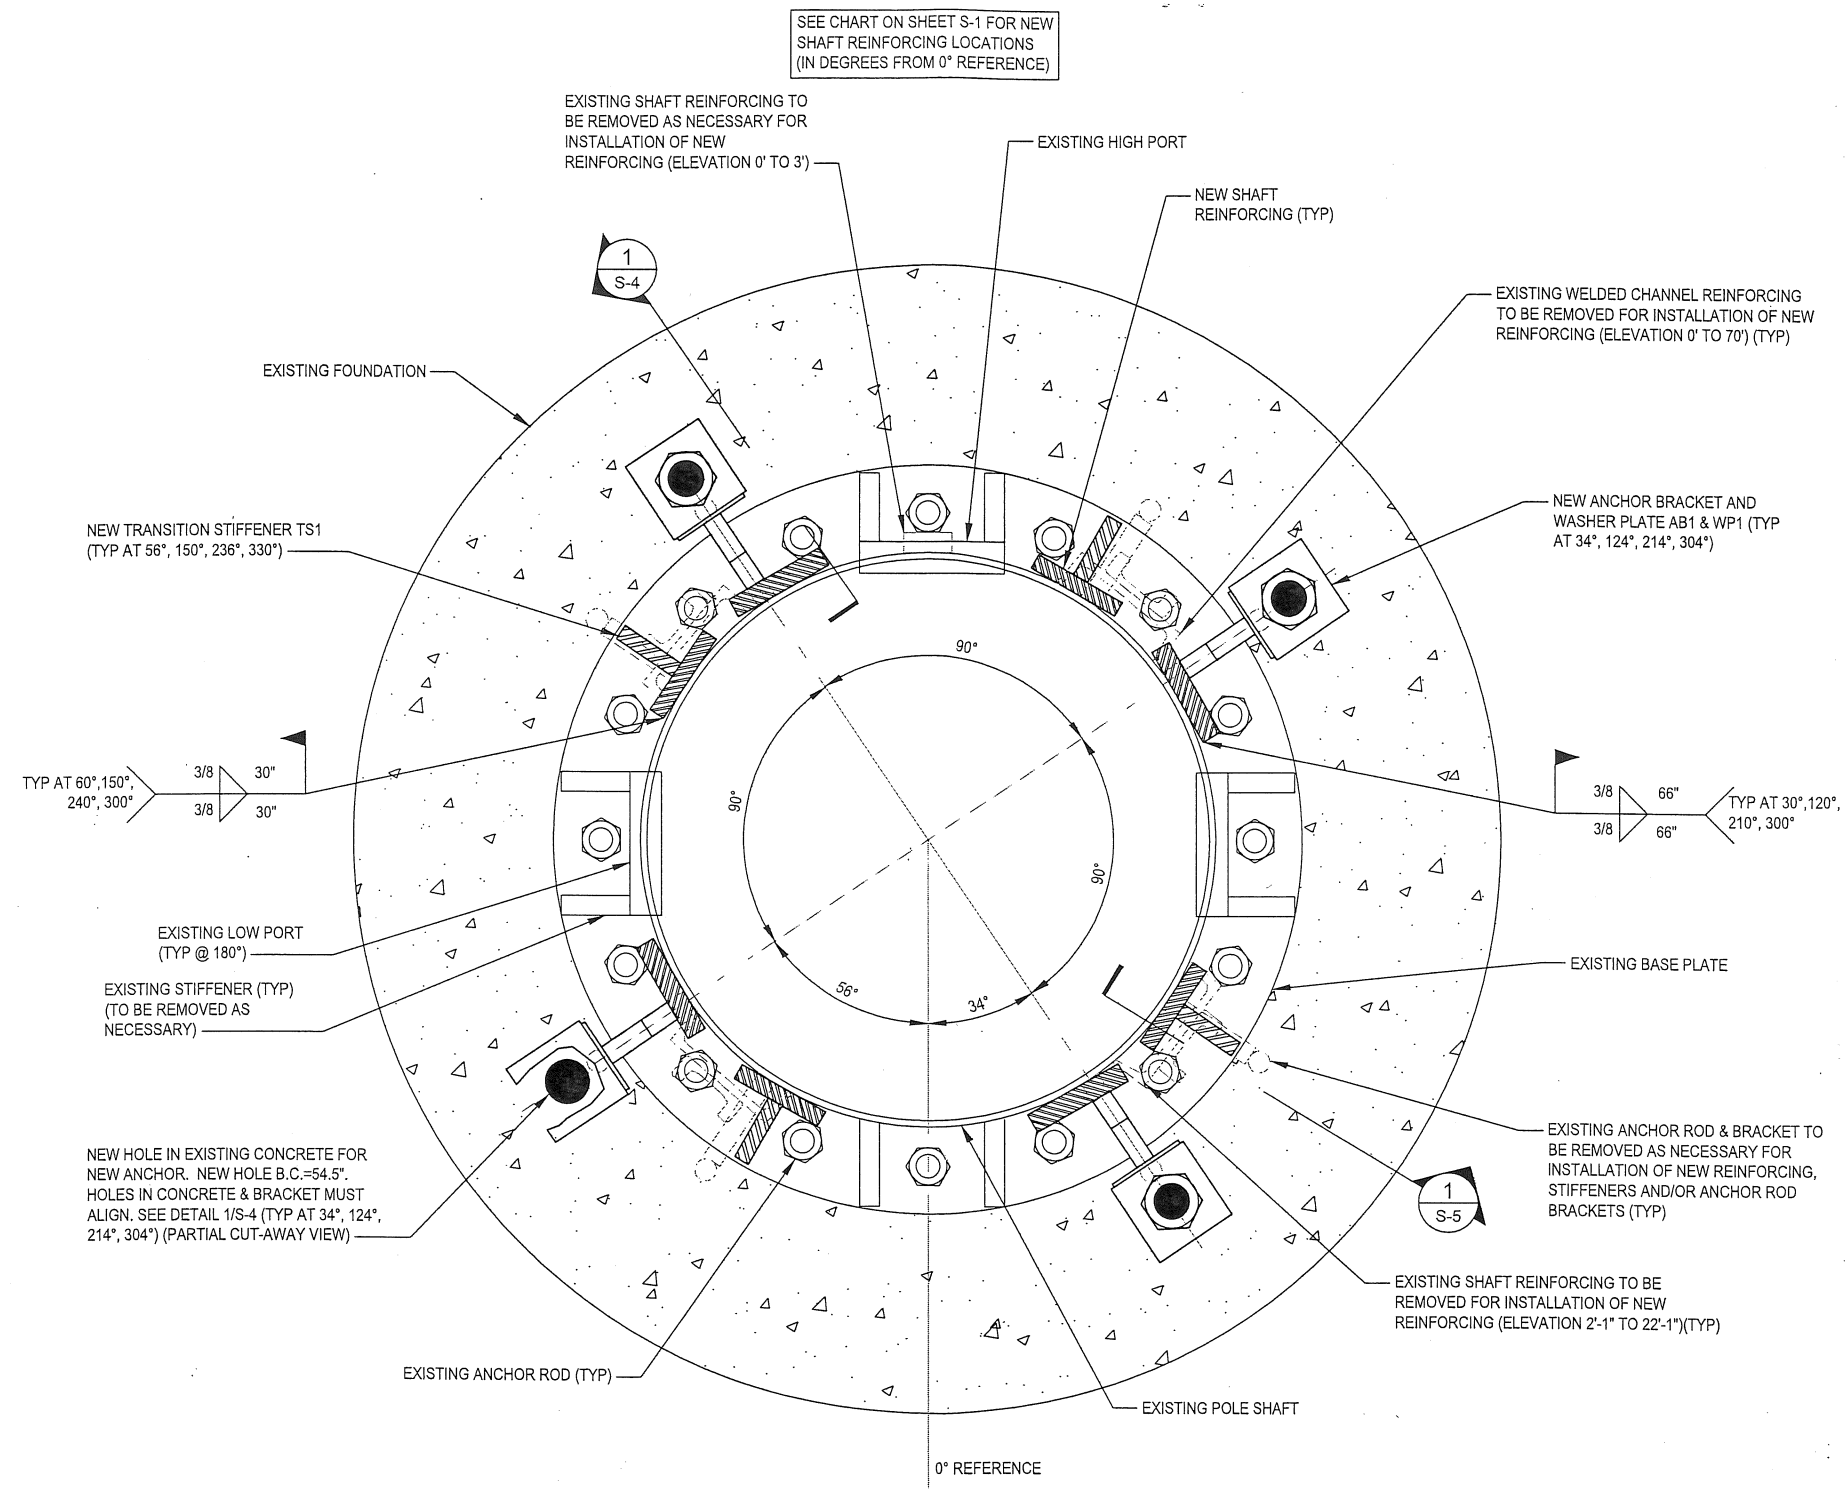 SEE CHART ON SHEET S-1 FOR NEW
SHAFT REINFORCING LOCATIONS
(IN DEGREES FROM 0° REFERENCE)
EXISTING SHAFT REINFORCING TO
BE REMOVED AS NECESSARY FOR
INSTALLATION OF NEW
REINFORCING (ELEVATION 0' TO 3')
EXISTING HIGH PORT
NEW SHAFT
REINFORCING (TYP)
1
S-4
EXISTING WELDED CHANNEL REINFORCING
TO BE REMOVED FOR INSTALLATION OF NEW
REINFORCING (ELEVATION 0' TO 70') (TYP)
EXISTING FOUNDATION
NEW ANCHOR BRACKET AND
WASHER PLATE AB1 & WP1 (TYP
AT 34°, 124°, 214°, 304°)
NEW TRANSITION STIFFENER TS1
(TYP AT 56°, 150°, 236°, 330°)
90°
90°
90°
56°
34°
TYP AT 60°,150°,
240°, 300°
3/8
30"
3/8
30"
3/8
66"
3/8
66"
TYP AT 30°,120°,
210°, 300°
EXISTING LOW PORT
(TYP @ 180°)
EXISTING STIFFENER (TYP)
(TO BE REMOVED AS
NECESSARY)
EXISTING BASE PLATE
NEW HOLE IN EXISTING CONCRETE FOR
NEW ANCHOR. NEW HOLE B.C.=54.5".
HOLES IN CONCRETE & BRACKET MUST
ALIGN. SEE DETAIL 1/S-4 (TYP AT 34°, 124°,
214°, 304°) (PARTIAL CUT-AWAY VIEW)
EXISTING ANCHOR ROD & BRACKET TO
BE REMOVED AS NECESSARY FOR
INSTALLATION OF NEW REINFORCING,
STIFFENERS AND/OR ANCHOR ROD
BRACKETS (TYP)
1
S-5
EXISTING SHAFT REINFORCING TO BE
REMOVED FOR INSTALLATION OF NEW
REINFORCING (ELEVATION 2'-1" TO 22'-1")(TYP)
EXISTING ANCHOR ROD (TYP)
EXISTING POLE SHAFT
0° REFERENCE